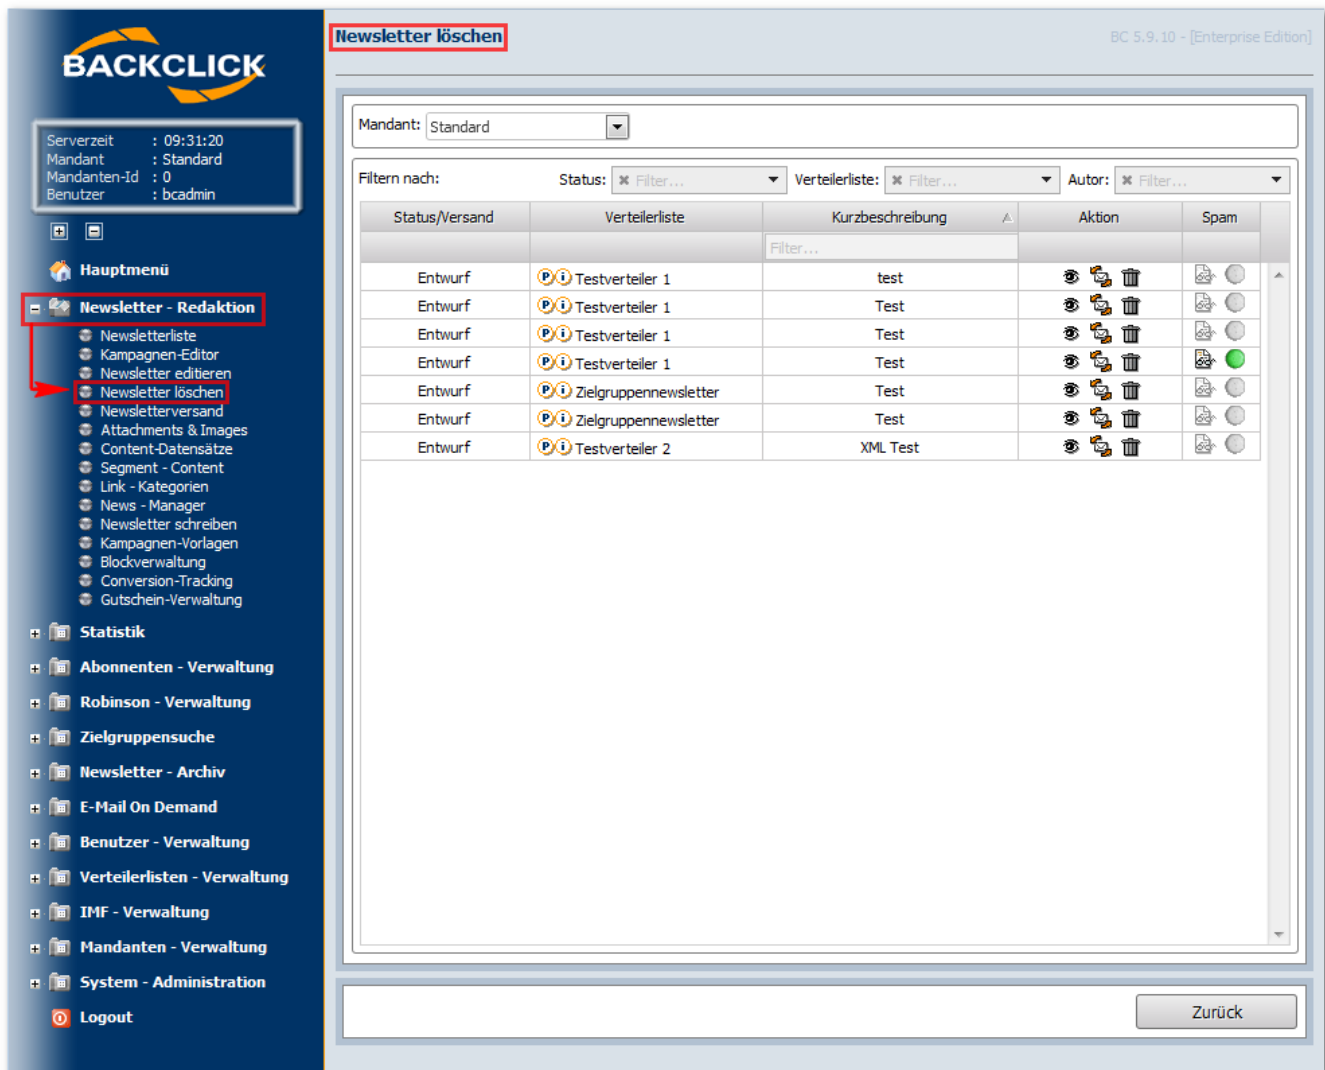 BACKCLICK
Serverzeit : 09:31:20
Mandant : Standard
Mandanten-Id : 0
Benutzer : bcadmin
Hauptmenü
Newsletter - Redaktion
Newsletterliste
Kampagnen-Editor
Newsletter editieren
Newsletter löschen
Newsletterversand
Attachments & Images
Content-Datensätze
Segment - Content
Link - Kategorien
News - Manager
Newsletter schreiben
Kampagnen-Vorlagen
Blockverwaltung
Conversion-Tracking
Gutschein-Verwaltung
Statistik
Abonnenten - Verwaltung
Robinson - Verwaltung
Zielgruppensuche
Newsletter - Archiv
E-Mail On Demand
Benutzer - Verwaltung
Verteilerlisten - Verwaltung
IMF - Verwaltung
Mandanten - Verwaltung
System - Administration
Logout
Newsletter löschen
BC 5.9.10 - [Enterprise Edition]
Mandant: Standard
Filtern nach: Status: Filter... Verteilerliste: Filter... Autor: Filter...
Status/Versand Verteilerliste Kurzbeschreibung Aktion Spam
Filter...
Entwurf P i Testverteiler 1 test
Entwurf P i Testverteiler 1 Test
Entwurf P i Testverteiler 1 Test
Entwurf P i Testverteiler 1 Test
Entwurf P i Zielgruppennewsletter Test
Entwurf P i Zielgruppennewsletter Test
Entwurf P i Testverteiler 2 XML Test
Zurück